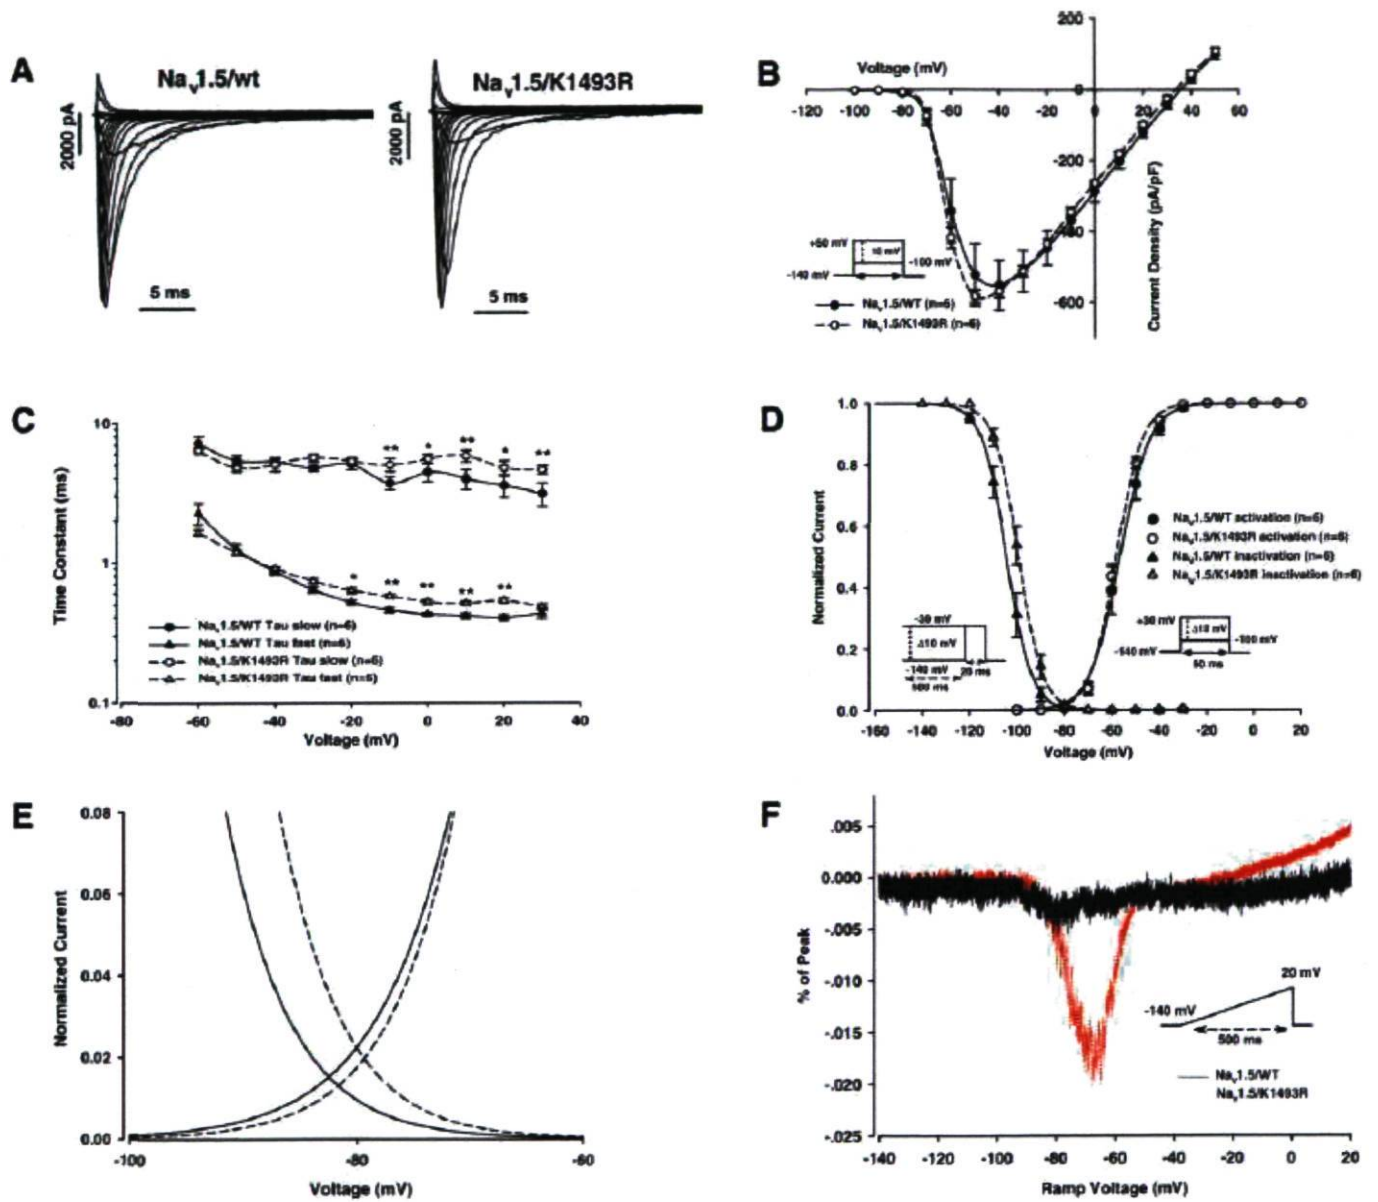 A
Naᵥ1.5/wt
Naᵥ1.5/K1493R
2000 pA
2000 pA
5 ms
5 ms
B
Voltage (mV)
200
0
-200
-400
-600
-120 -100 -80 -60 -40 -20 0 20 40 60
Current Density (pA/pF)
+50 mV
10 mV
-100 mV
-140 mV
Naᵥ1.5/WT (n=6)
Naᵥ1.5/K1493R (n=6)
C
10
1
0.1
Time Constant (ms)
** * ** * **
* ** ** ** **
Naᵥ1.5/WT Tau slow (n=6)
Naᵥ1.5/WT Tau fast (n=6)
Naᵥ1.5/K1493R Tau slow (n=6)
Naᵥ1.5/K1493R Tau fast (n=6)
-80 -60 -40 -20 0 20 40
Voltage (mV)
D
1.0
0.8
0.6
0.4
0.2
0.0
Normalized Current
Naᵥ1.5/WT activation (n=6)
Naᵥ1.5/K1493R activation (n=6)
Naᵥ1.5/WT inactivation (n=6)
Naᵥ1.5/K1493R inactivation (n=6)
-30 mV
Δ10 mV
-140 mV
20 ms
500 ms
+30 mV
Δ10 mV
-100 mV
-140 mV
50 ms
-160 -140 -120 -100 -80 -60 -40 -20 0 20
Voltage (mV)
E
0.08
0.06
0.04
0.02
0.00
Normalized Current
-100 -80 -60
Voltage (mV)
F
.005
0.000
-.005
-.010
-.015
-.020
-.025
% of Peak
20 mV
-140 mV
500 ms
Naᵥ1.5/WT
Naᵥ1.5/K1493R
-140 -120 -100 -80 -60 -40 -20 0 20
Ramp Voltage (mV)